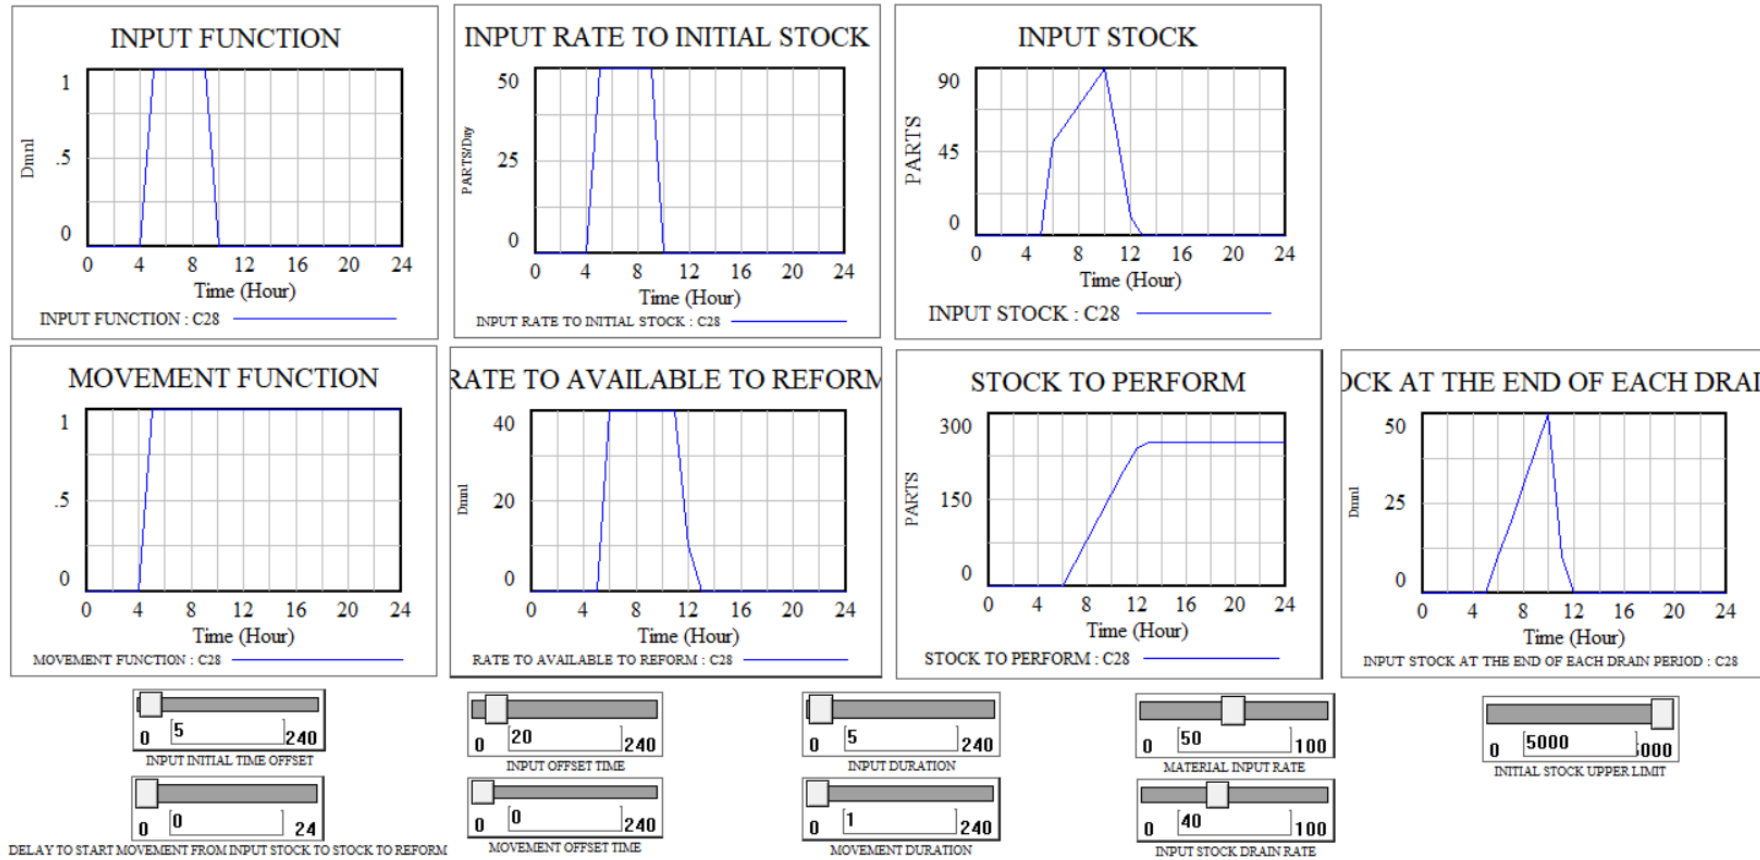 INPUT FUNCTION
1
.5
0
Dmnl
0 4 8 12 16 20 24
Time (Hour)
INPUT FUNCTION : C28
INPUT RATE TO INITIAL STOCK
50
25
0
PARTS/Day
0 4 8 12 16 20 24
Time (Hour)
INPUT RATE TO INITIAL STOCK : C28
INPUT STOCK
90
45
0
PARTS
0 4 8 12 16 20 24
Time (Hour)
INPUT STOCK : C28
MOVEMENT FUNCTION
1
.5
0
0 4 8 12 16 20 24
Time (Hour)
MOVEMENT FUNCTION : C28
RATE TO AVAILABLE TO REFORM
40
20
0
Dmnl
0 4 8 12 16 20 24
Time (Hour)
RATE TO AVAILABLE TO REFORM : C28
STOCK TO PERFORM
300
150
0
PARTS
0 4 8 12 16 20 24
Time (Hour)
STOCK TO PERFORM : C28
OCK AT THE END OF EACH DRAI
50
25
0
Dmnl
0 4 8 12 16 20 24
Time (Hour)
INPUT STOCK AT THE END OF EACH DRAIN PERIOD : C28
0 5 240
INPUT INITIAL TIME OFFSET
0 20 240
INPUT OFFSET TIME
0 5 240
INPUT DURATION
0 50 100
MATERIAL INPUT RATE
0 5000 000
INITIAL STOCK UPPER LIMIT
0 0 24
DELAY TO START MOVEMENT FROM INPUT STOCK TO STOCK TO REFORM
0 0 240
MOVEMENT OFFSET TIME
0 1 240
MOVEMENT DURATION
0 40 100
INPUT STOCK DRAIN RATE